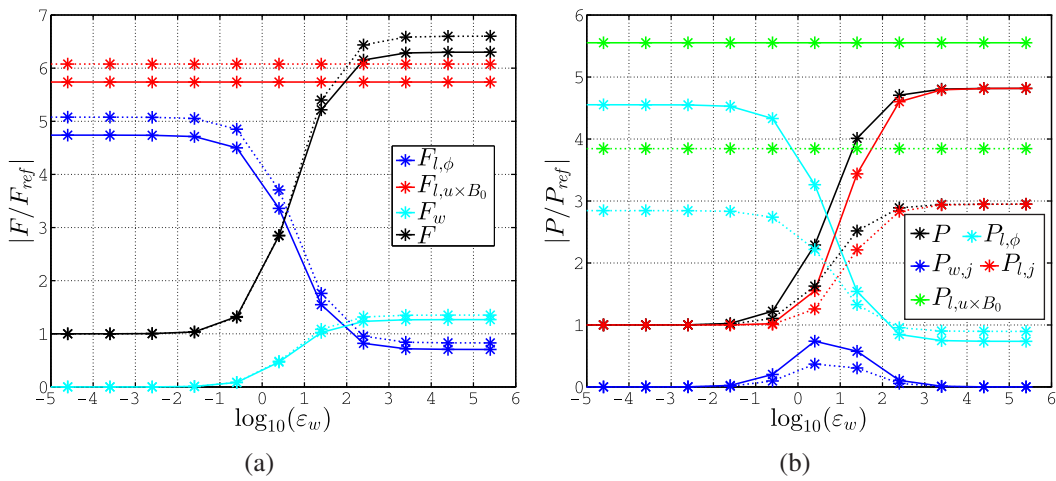 |F/F_ref|
7
6
5
4
3
2
1
0
-5 -4 -3 -2 -1 0 1 2 3 4 5 6
log10(ε_w)
F_l,ϕ
F_l,u×B0
F_w
F
(a)
|P/P_ref|
6
5
4
3
2
1
0
-5 -4 -3 -2 -1 0 1 2 3 4 5 6
log10(ε_w)
P P_l,ϕ
P_w,j P_l,j
P_l,u×B0
(b)